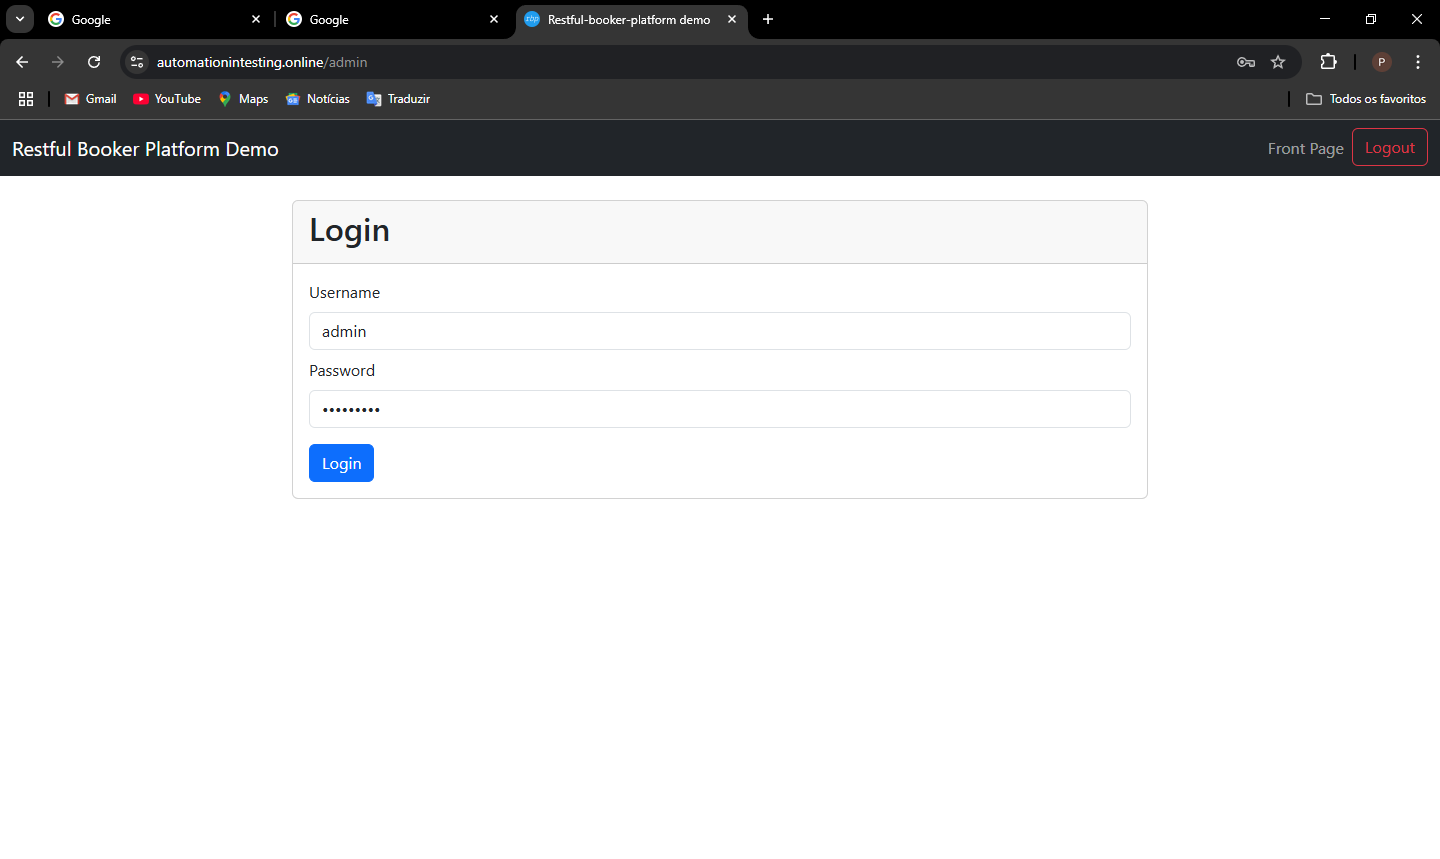 Google
Google
rbp Restful-booker-platform demo
automationintesting.online/admin
P
Gmail YouTube Maps Notícias Traduzir Todos os favoritos
Restful Booker Platform Demo
Front Page Logout
Login
Username
admin
Password
•••••••••
Login